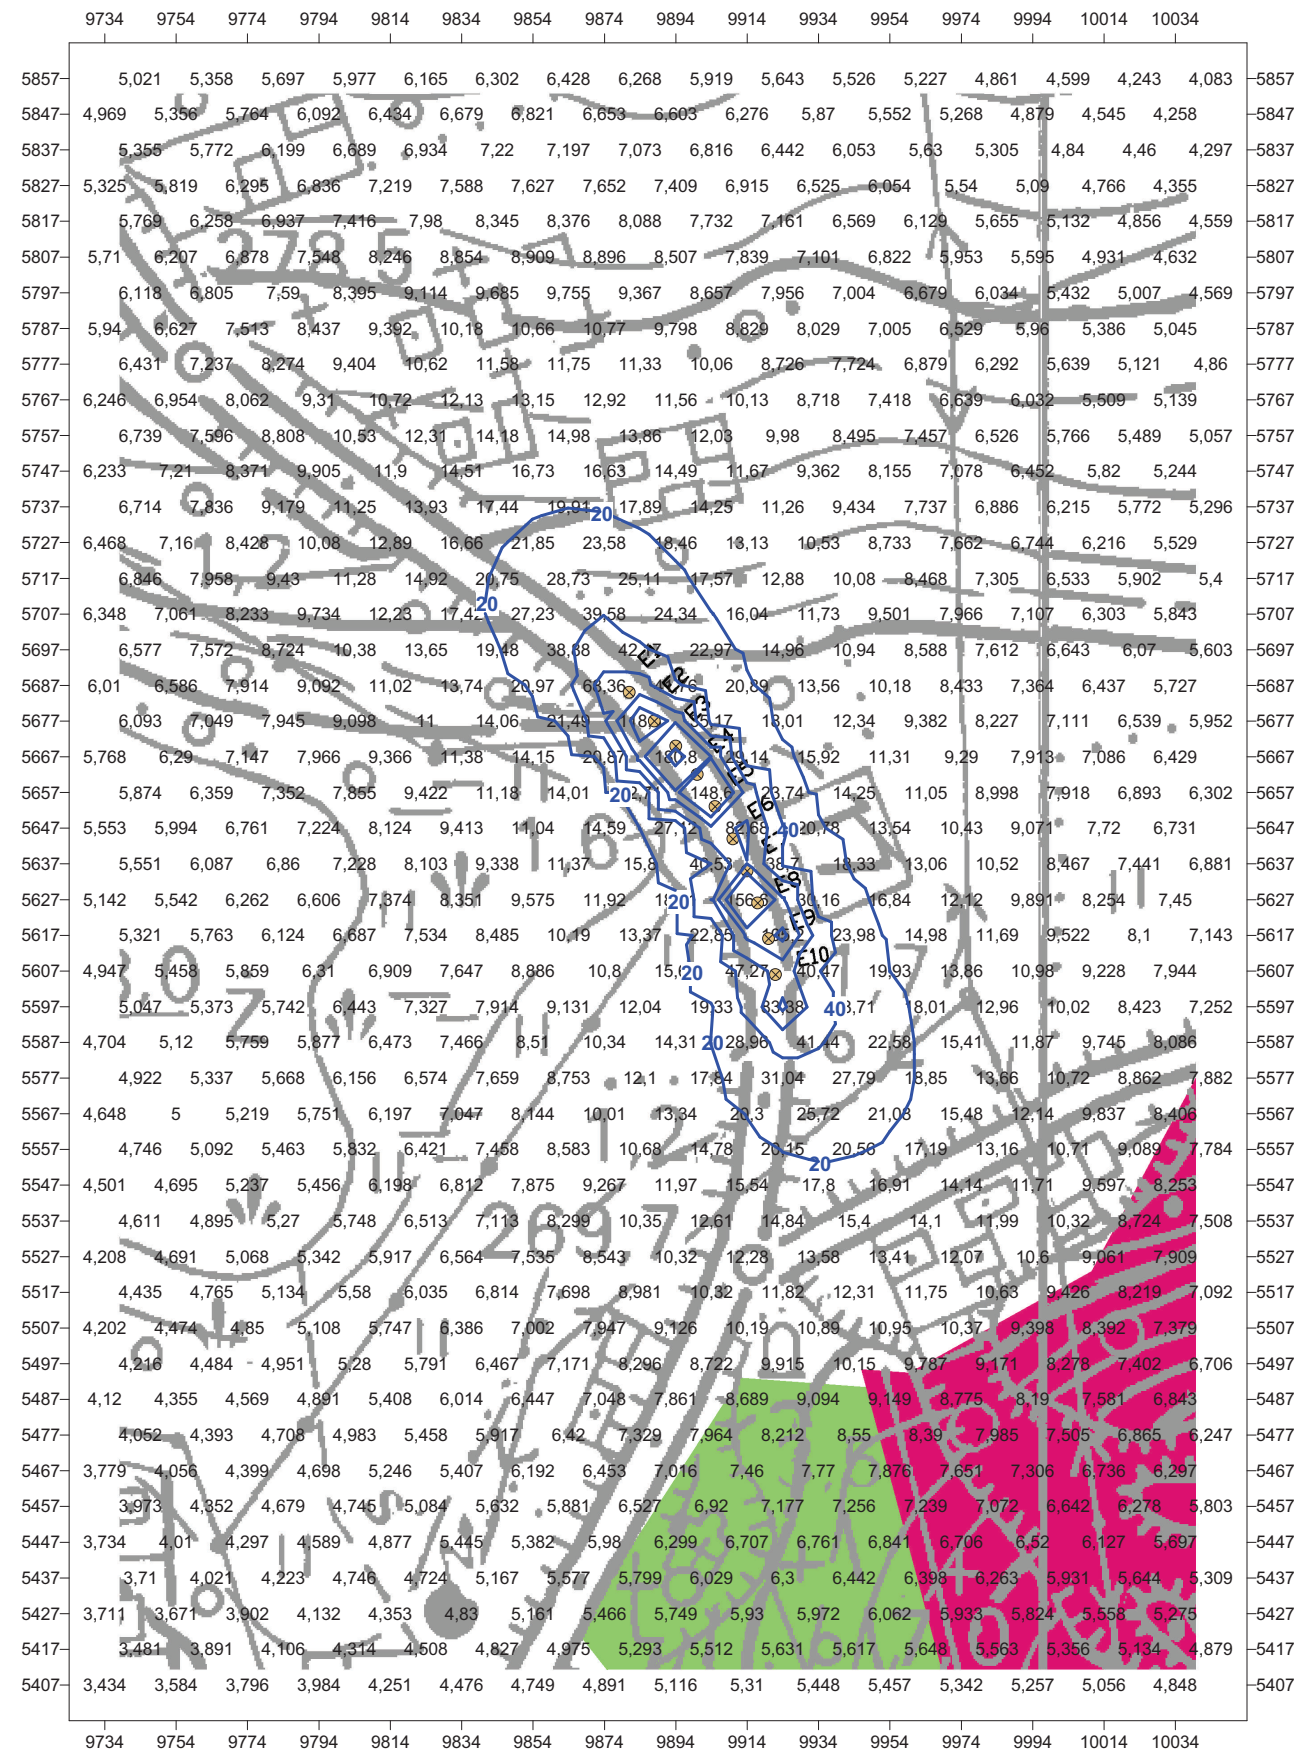 9734 9754 9774 9794 9814 9834 9854 9874 9894 9914 9934 9954 9974 9994 10014 10034
5857 5,021 5,358 5,697 5,977 6,165 6,302 6,428 6,268 5,919 5,643 5,526 5,227 4,861 4,599 4,243 4,083 5857
5847 4,969 5,356 5,764 6,092 6,434 6,679 6,821 6,653 6,603 6,276 5,87 5,552 5,268 4,879 4,545 4,258 5847
5837 5,355 5,772 6,199 6,689 6,934 7,22 7,197 7,073 6,816 6,442 6,053 5,63 5,305 4,84 4,46 4,297 5837
5827 5,325 5,819 6,295 6,836 7,219 7,588 7,627 7,652 7,409 6,915 6,525 6,054 5,54 5,09 4,766 4,355 5827
5817 5,769 6,258 6,937 7,416 7,98 8,345 8,376 8,088 7,732 7,161 6,569 6,129 5,655 5,132 4,856 4,559 5817
278,5
5807 5,71 6,207 6,878 7,548 8,246 8,854 8,909 8,896 8,507 7,839 7,101 6,822 5,953 5,595 4,931 4,632 5807
5797 6,118 6,805 7,59 8,395 9,114 9,685 9,755 9,367 8,657 7,956 7,004 6,679 6,034 5,432 5,007 4,569 5797
5787 5,94 6,627 7,513 8,437 9,392 10,18 10,66 10,77 9,798 8,829 8,029 7,005 6,529 5,96 5,386 5,045 5787
5777 6,431 7,237 8,274 9,404 10,62 11,58 11,75 11,33 10,06 8,726 7,724 6,879 6,292 5,639 5,121 4,86 5777
5767 6,246 6,954 8,062 9,31 10,72 12,13 13,15 12,92 11,56 10,13 8,718 7,418 6,639 6,032 5,509 5,139 5767
5757 6,739 7,596 8,808 10,53 12,31 14,18 14,98 13,86 12,03 9,98 8,495 7,457 6,526 5,766 5,489 5,057 5757
5747 6,233 7,21 8,371 9,905 11,9 14,51 16,73 16,63 14,49 11,67 9,362 8,155 7,078 6,452 5,82 5,244 5747
5737 6,714 7,836 9,179 11,25 13,93 17,44 19,91 17,89 14,25 11,26 9,434 7,737 6,886 6,215 5,772 5,296 5737
20
5727 6,468 7,16 8,428 10,08 12,89 16,66 21,85 23,58 18,46 13,13 10,53 8,733 7,662 6,744 6,216 5,529 5727
1,2
5717 6,846 7,958 9,43 11,28 14,92 20,75 28,73 25,11 17,57 12,88 10,08 8,468 7,305 6,533 5,902 5,4 5717
20
5707 6,348 7,061 8,233 9,734 12,23 17,42 27,23 39,58 24,34 16,04 11,73 9,501 7,966 7,107 6,303 5,843 5707
5697 6,577 7,572 8,724 10,38 13,65 19,48 38,88 22,97 14,96 10,94 8,588 7,612 6,643 6,07 5,603 5697
E2
5687 6,01 6,586 7,914 9,092 11,02 13,74 20,97 68,36 20,89 13,56 10,18 8,433 7,364 6,437 5,727 5687
E3
5677 6,093 7,049 7,945 9,098 11 14,06 21,49 18,01 12,34 9,382 8,227 7,111 6,539 5,952 5677
5667 5,768 6,29 7,147 7,966 9,366 11,38 14,15 20,87 180,8 15,92 11,31 9,29 7,913 7,086 6,429 5667
5657 5,874 6,359 7,352 7,855 9,422 11,18 14,01 20 148,6 23,74 14,25 11,05 8,998 7,918 6,893 6,302 5657
E6
5647 5,553 5,994 6,761 7,224 8,124 9,413 11,04 14,59 27,12 82,68 40 20,78 13,54 10,43 9,071 7,72 6,731 5647
16
5637 5,551 6,087 6,86 7,228 8,103 9,338 11,37 15,8 40,53 38,7 18,33 13,06 10,52 8,467 7,441 6,881 5637
E8
5627 5,142 5,542 6,262 6,606 7,374 8,351 9,575 11,92 20 30,16 16,84 12,12 9,891 8,254 7,45 5627
E9
5617 5,321 5,763 6,124 6,687 7,534 8,485 10,19 13,37 22,85 23,98 14,98 11,69 9,522 8,1 7,143 5617
E10
5607 4,947 5,458 5,859 6,31 6,909 7,647 8,886 10,8 20 47,27 40,47 19,93 13,86 10,98 9,228 7,944 5607
5597 5,047 5,373 5,742 6,443 7,327 7,914 9,131 12,04 19,33 83,38 40 18,01 12,96 10,02 8,423 7,252 5597
5587 4,704 5,12 5,759 5,877 6,473 7,466 8,51 10,34 14,31 20 28,96 41,44 22,58 15,41 11,87 9,745 8,086 5587
5577 4,922 5,337 5,668 6,156 6,574 7,659 8,753 12,1 17,84 31,04 27,79 18,85 13,66 10,72 8,862 7,882 5577
5567 4,648 5 5,219 5,751 6,197 7,047 8,144 10,01 13,34 20,3 25,72 21,03 15,48 12,14 9,837 8,406 5567
1,2
5557 4,746 5,092 5,463 5,832 6,421 7,458 8,583 10,68 14,78 20,15 20,56 17,19 13,16 10,71 9,089 7,784 5557
20
5547 4,501 4,695 5,237 5,456 6,198 6,812 7,875 9,267 11,97 15,54 17,8 16,91 14,14 11,71 9,597 8,253 5547
269,7
5537 4,611 4,895 5,27 5,748 6,513 7,113 8,299 10,35 12,61 14,84 15,4 14,1 11,99 10,32 8,724 7,508 5537
5527 4,208 4,691 5,068 5,342 5,917 6,564 7,535 8,543 10,32 12,28 13,58 13,41 12,07 10,6 9,061 7,909 5527
5517 4,435 4,765 5,134 5,58 6,035 6,814 7,698 8,981 10,32 11,82 12,31 11,75 10,63 9,426 8,219 7,092 5517
5507 4,202 4,474 4,85 5,108 5,747 6,386 7,002 7,947 9,126 10,19 10,89 10,95 10,37 9,398 8,392 7,379 5507
5497 4,216 4,484 4,951 5,28 5,791 6,467 7,171 8,296 8,722 9,915 10,15 9,787 9,171 8,278 7,402 6,706 5497
5487 4,12 4,355 4,569 4,891 5,408 6,014 6,447 7,048 7,861 8,689 9,094 9,149 8,775 8,19 7,581 6,843 5487
5477 4,052 4,393 4,708 4,983 5,458 5,917 6,42 7,329 7,964 8,212 8,55 8,39 7,985 7,505 6,865 6,247 5477
5467 3,779 4,056 4,399 4,698 5,246 5,407 6,192 6,453 7,016 7,46 7,77 7,876 7,651 7,306 6,736 6,297 5467
5457 3,973 4,352 4,679 4,745 5,084 5,632 5,881 6,527 6,92 7,177 7,256 7,239 7,072 6,642 6,278 5,803 5457
5447 3,734 4,01 4,297 4,589 4,877 5,445 5,382 5,98 6,299 6,707 6,761 6,841 6,706 6,52 6,127 5,697 5447
5437 3,71 4,021 4,223 4,746 4,724 5,167 5,577 5,799 6,029 6,3 6,442 6,398 6,263 5,931 5,644 5,309 5437
5427 3,711 3,671 3,902 4,132 4,353 4,83 5,161 5,466 5,749 5,93 5,972 6,062 5,933 5,824 5,558 5,275 5427
5417 3,481 3,891 4,106 4,314 4,508 4,827 4,975 5,293 5,512 5,631 5,617 5,648 5,563 5,356 5,134 4,879 5417
5407 3,434 3,584 3,796 3,984 4,251 4,476 4,749 4,891 5,116 5,31 5,448 5,457 5,342 5,257 5,056 4,848 5407
9734 9754 9774 9794 9814 9834 9854 9874 9894 9914 9934 9954 9974 9994 10014 10034